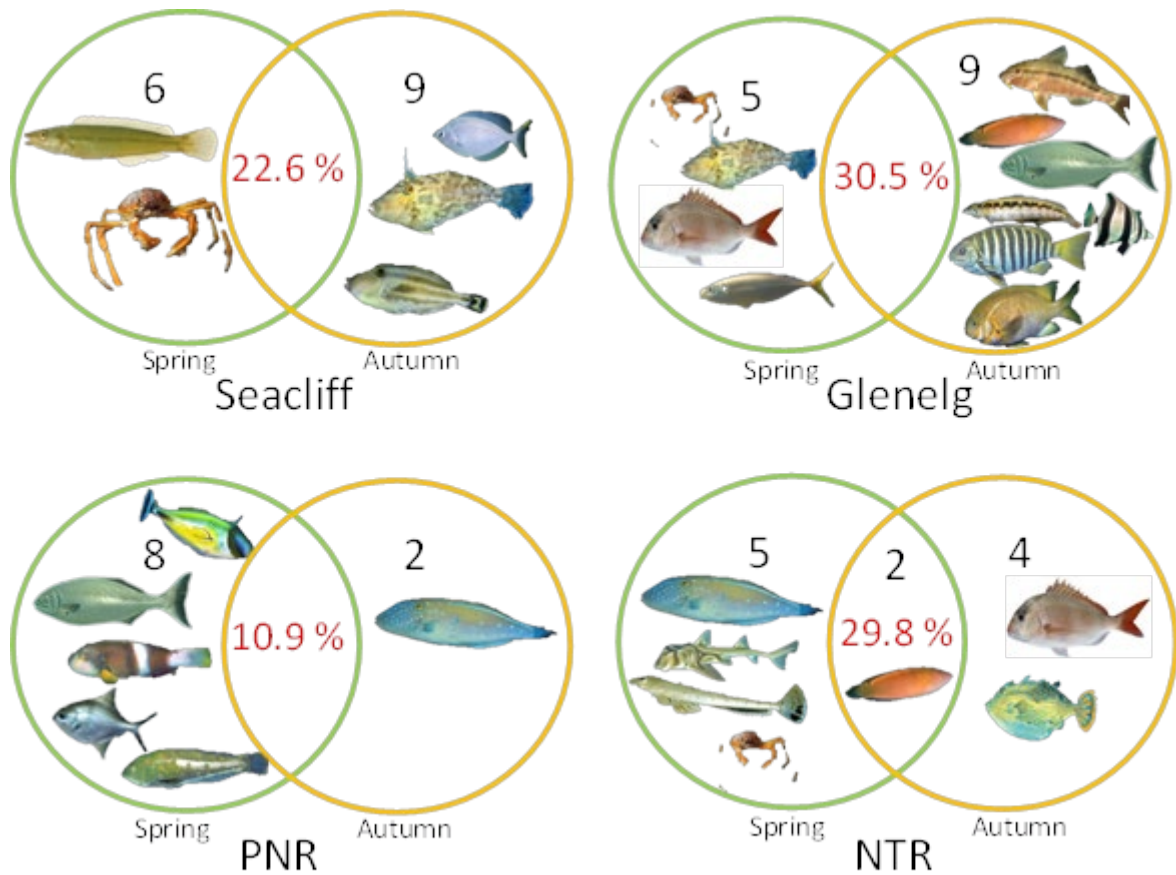 6
9
22.6 %
Spring
Autumn
Seacliff
5
9
30.5 %
Spring
Autumn
Glenelg
8
2
10.9 %
Spring
Autumn
PNR
5
2
4
29.8 %
Spring
Autumn
NTR